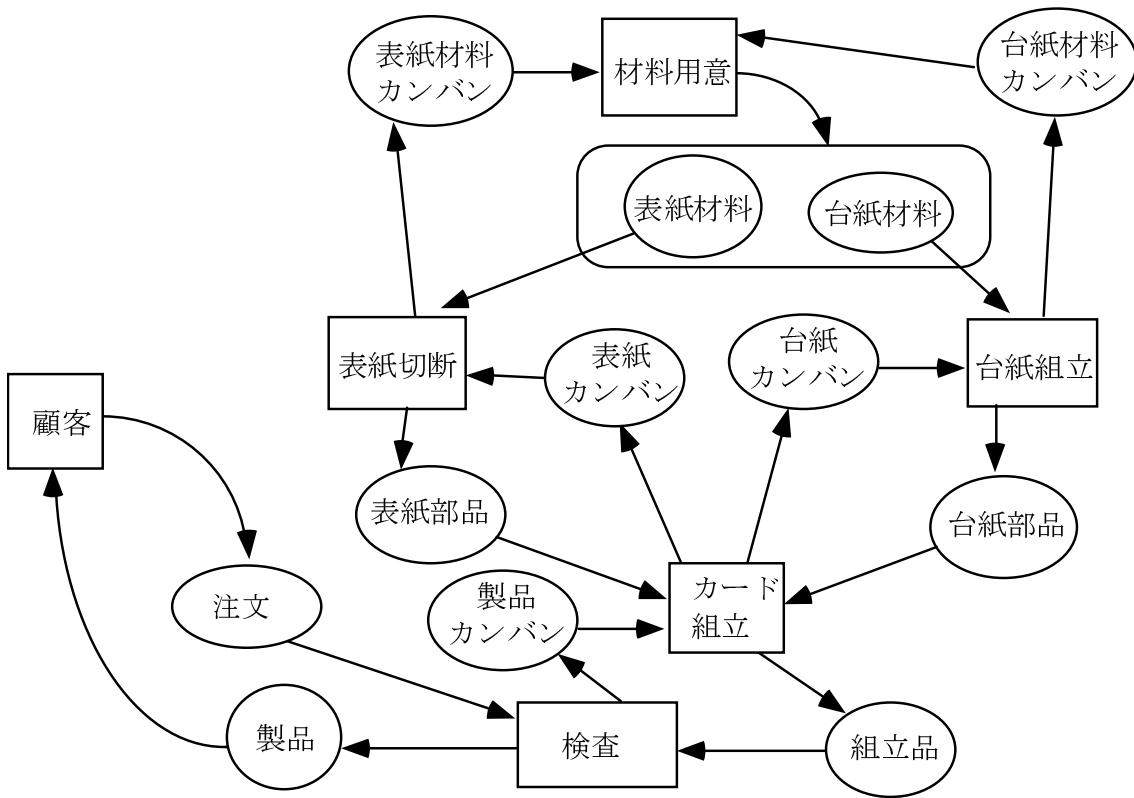 表紙材料
カンバン
材料用意
台紙材料
カンバン
表紙材料
台紙材料
表紙切断
表紙
カンバン
台紙
カンバン
台紙組立
顧客
表紙部品
台紙部品
注文
製品
カンバン
カード
組立
製品
検査
組立品